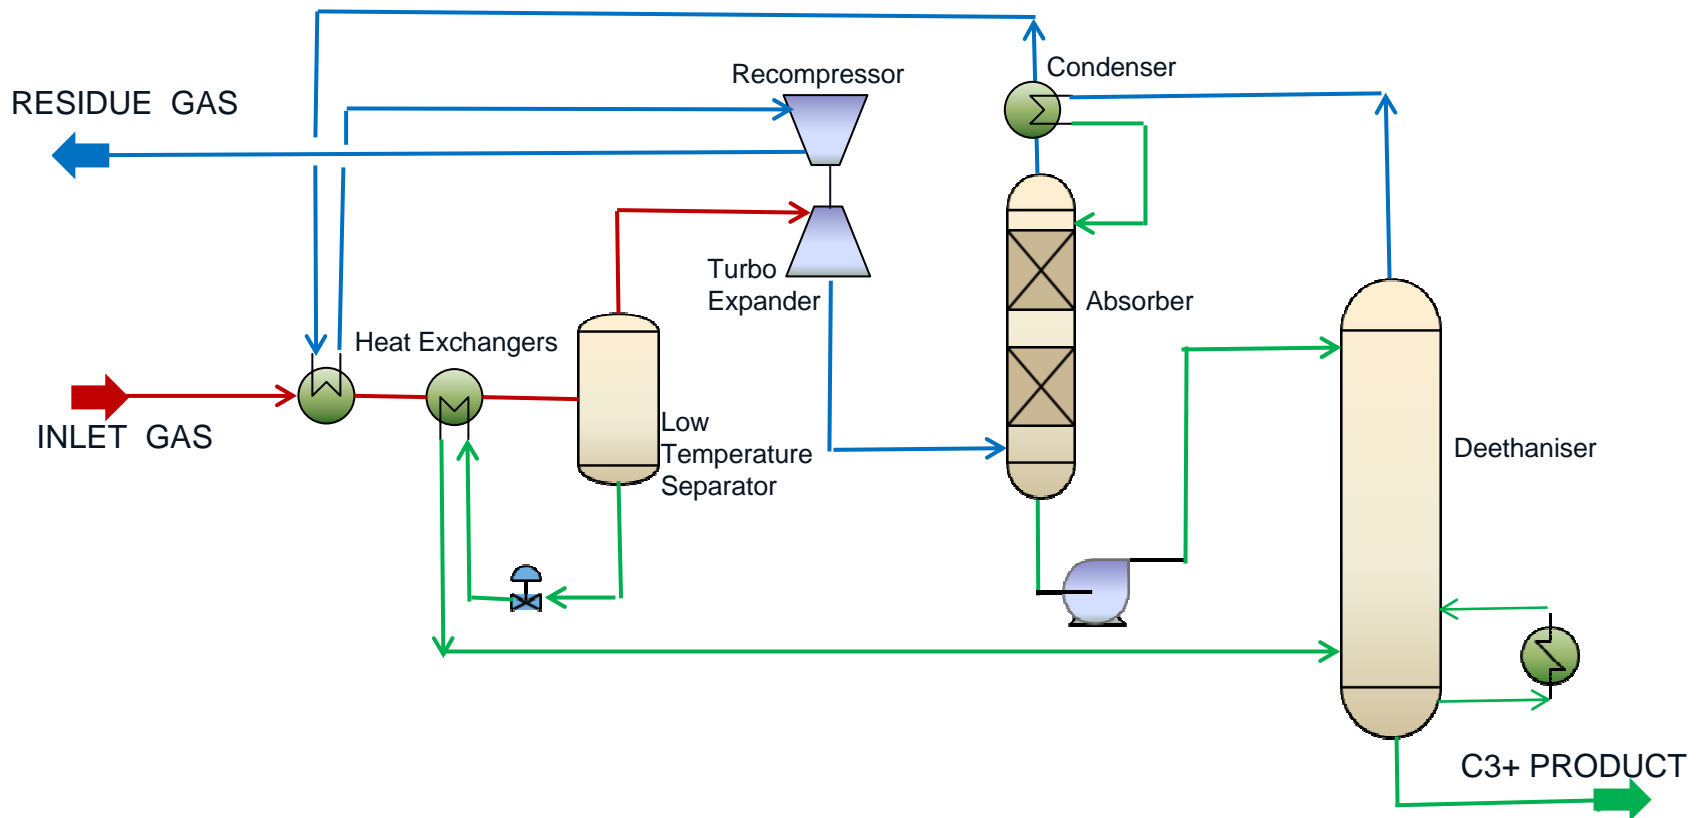 Recompressor
Condenser
RESIDUE GAS
Turbo
Expander
Absorber
Heat Exchangers
INLET GAS
Low
Temperature
Separator
Deethaniser
C3+ PRODUCT